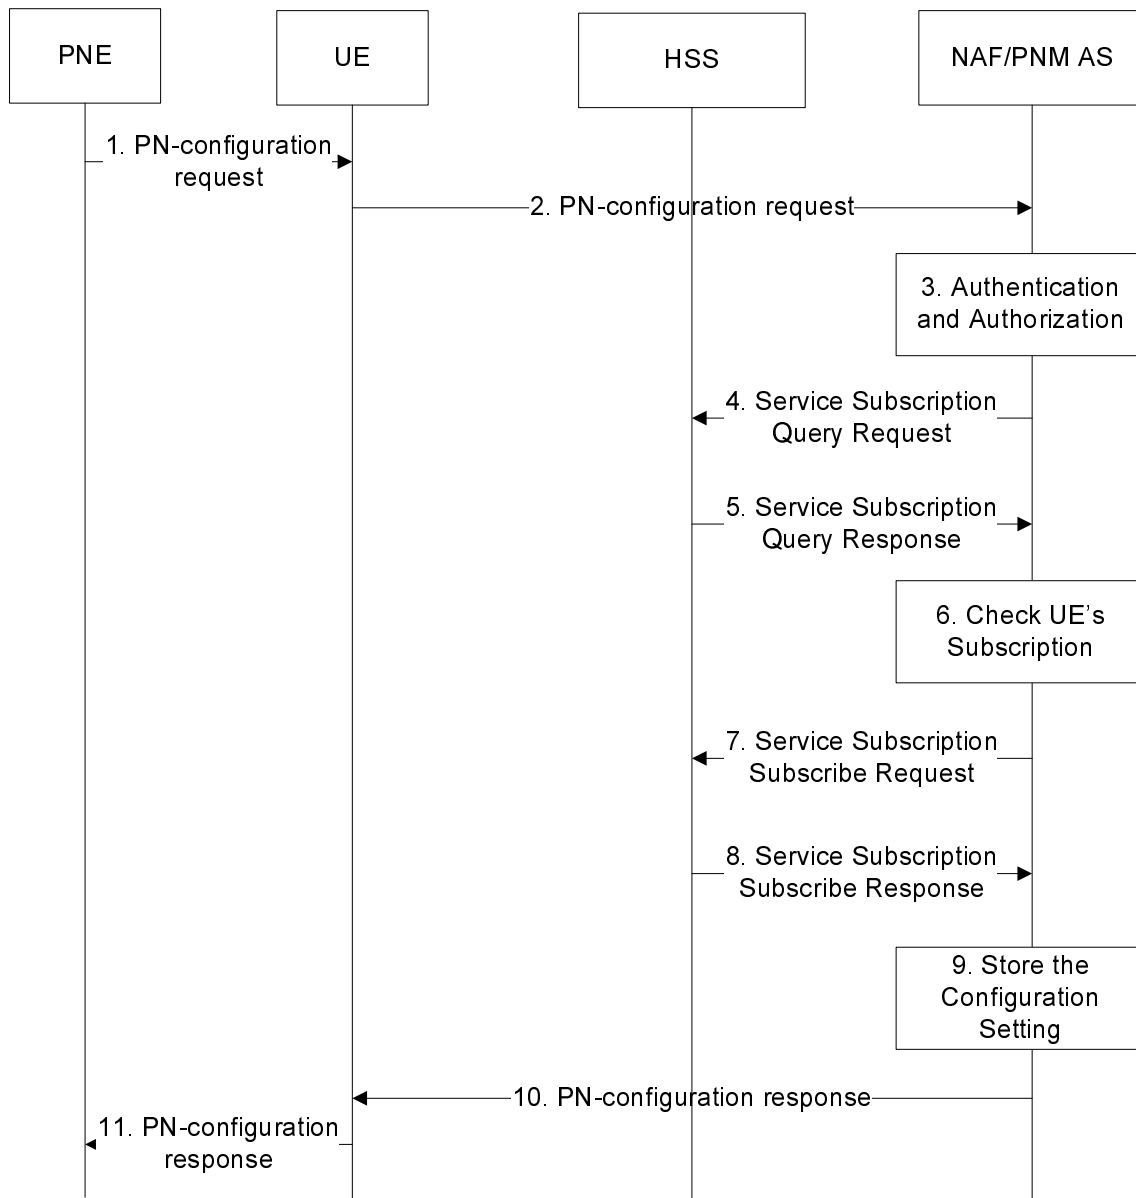 PNE
UE
HSS
NAF/PNM AS
1. PN-configuration
request
2. PN-configuration request
3. Authentication
and Authorization
4. Service Subscription
Query Request
5. Service Subscription
Query Response
6. Check UE’s
Subscription
7. Service Subscription
Subscribe Request
8. Service Subscription
Subscribe Response
9. Store the
Configuration
Setting
10. PN-configuration response
11. PN-configuration
response